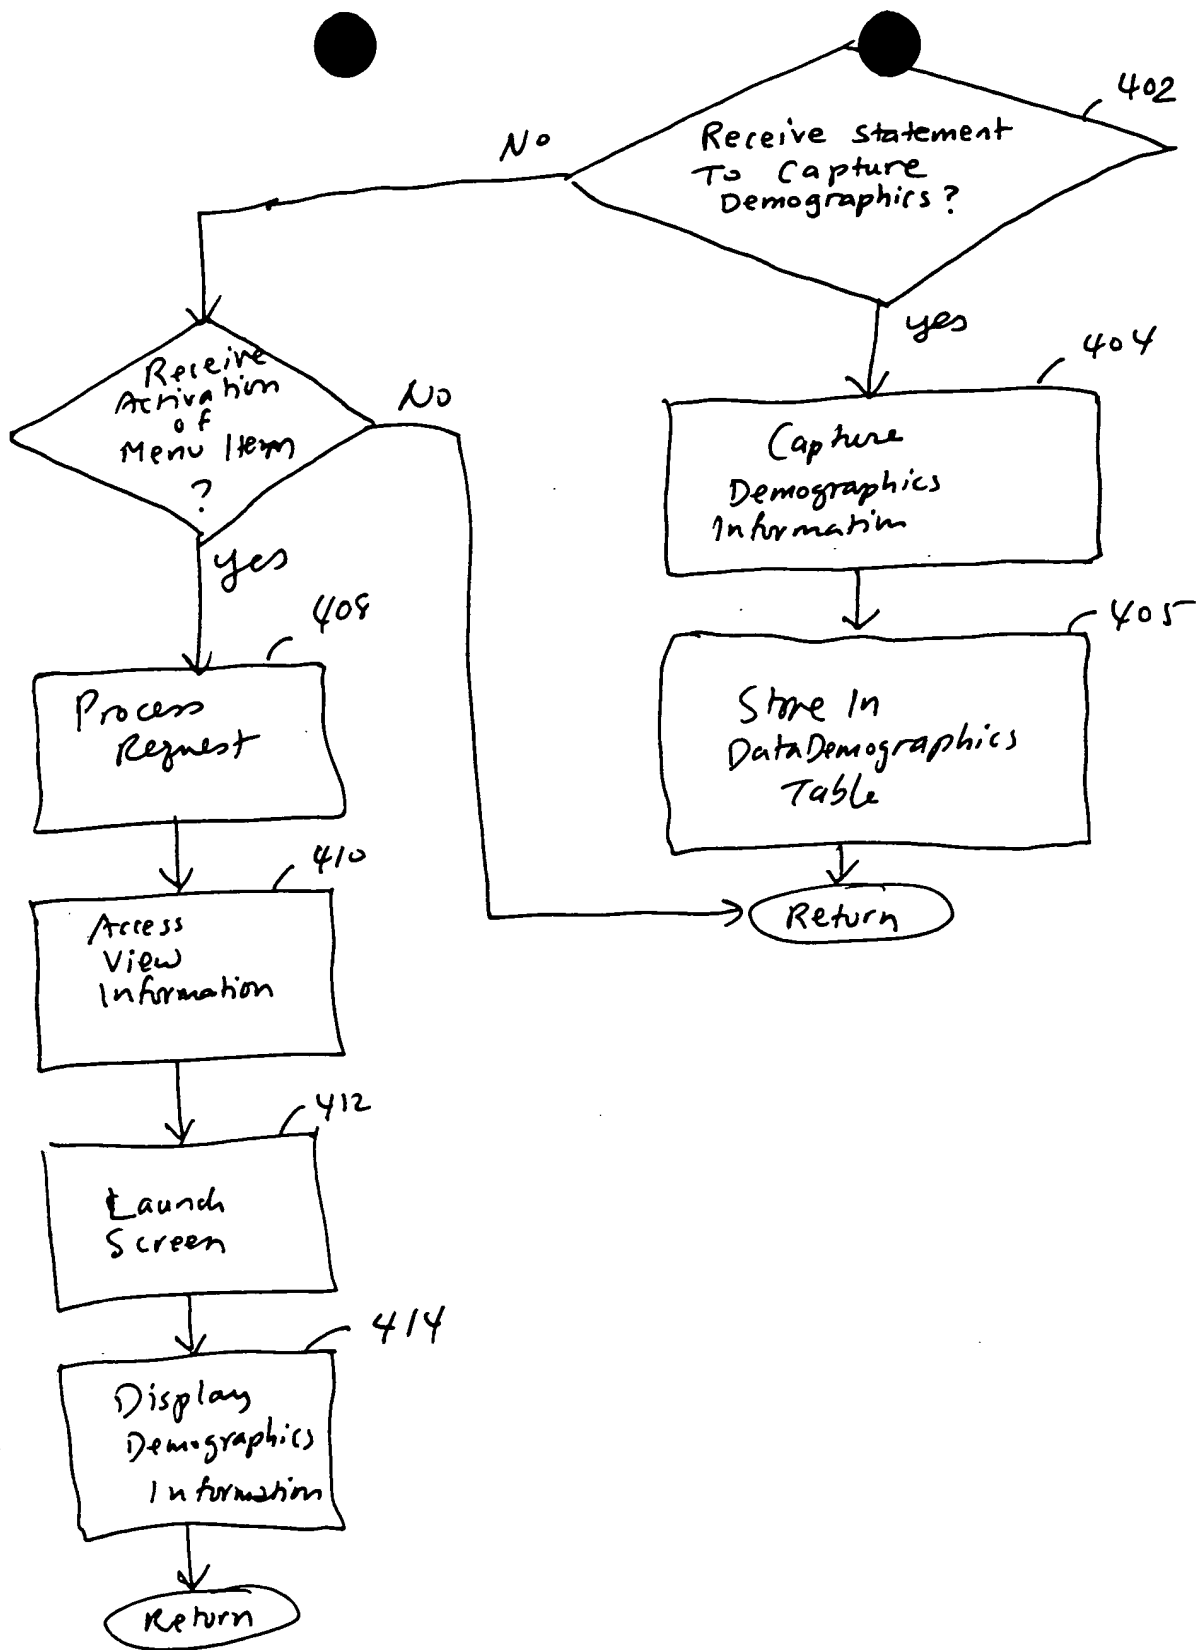 402
Receive Statement
To Capture
Demographics?
No
yes
404
Capture
Demographics
Information
405
Store In
DataDemographics
Table
Return
Receive
Activation
of
Menu Item
?
No
yes
408
Process
Request
410
Access
View
Information
412
Launch
Screen
414
Display
Demographics
Information
Return